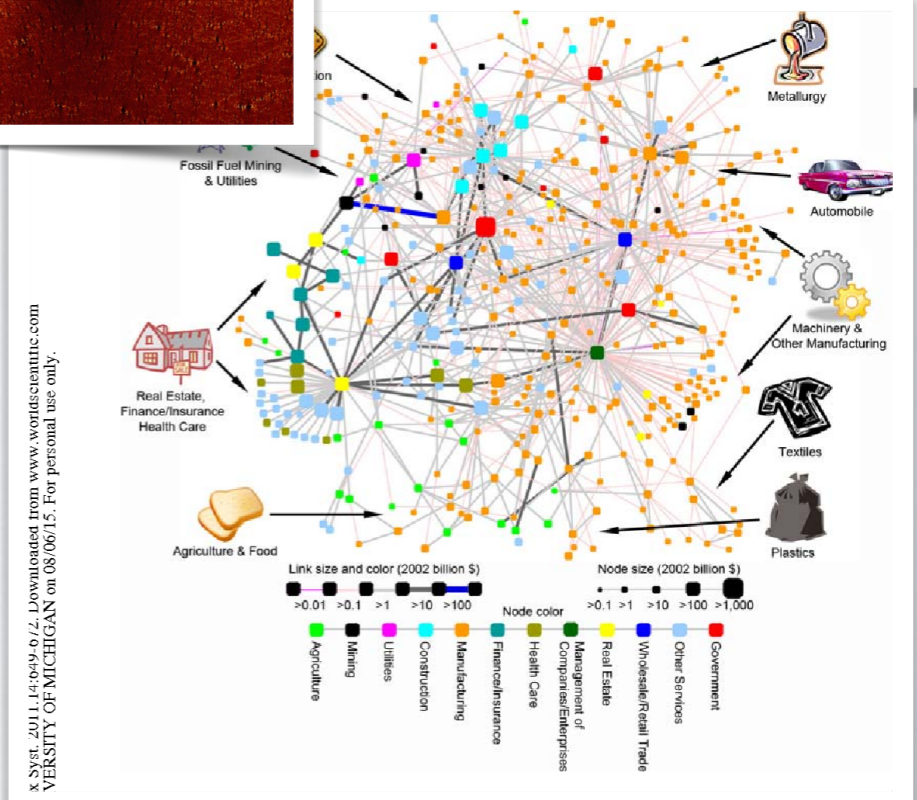 ion
Metallurgy
Fossil Fuel Mining
& Utilities
Automobile
Machinery &
Other Manufacturing
Real Estate,
Finance/Insurance
Health Care
Textiles
Agriculture & Food
Plastics
Link size and color (2002 billion $)
>0.01 >0.1 >1 >10 >100
Node size (2002 billion $)
>0.1 >1 >10 >100 >1,000
Node color
Agriculture
Mining
Utilities
Construction
Manufacturing
Finance/Insurance
Health Care
Management of
Companies/Enterprises
Real Estate
Wholesale/Retail Trade
Other Services
Government
x Syst. 2011.14:649-672. Downloaded from www.worldscientific.com
VERSITY OF MICHIGAN on 08/06/15. For personal use only.